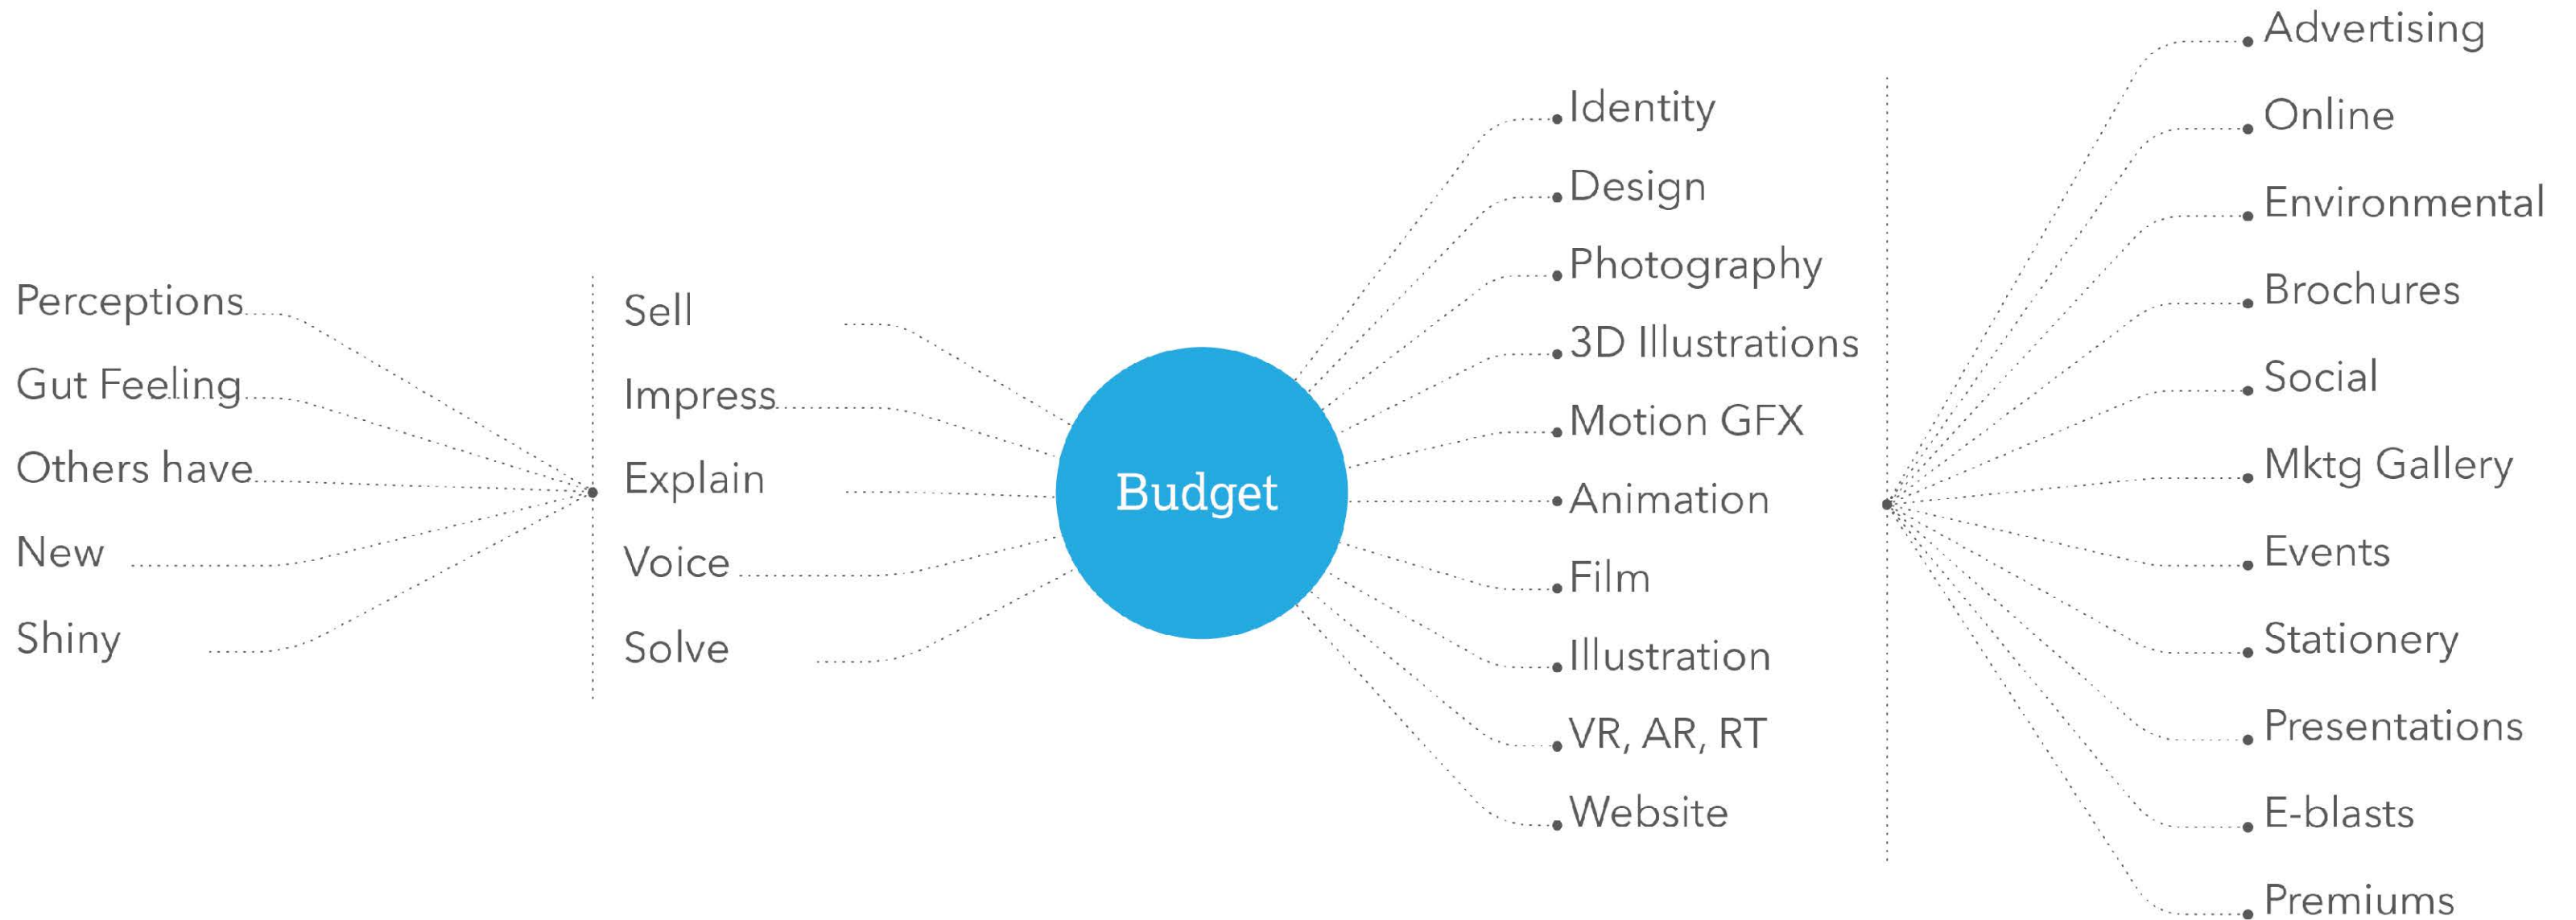 Perceptions
Gut Feeling
Others have
New
Shiny
Sell
Impress
Explain
Voice
Solve
Budget
Identity
Design
Photography
3D Illustrations
Motion GFX
Animation
Film
Illustration
VR, AR, RT
Website
Advertising
Online
Environmental
Brochures
Social
Mktg Gallery
Events
Stationery
Presentations
E-blasts
Premiums